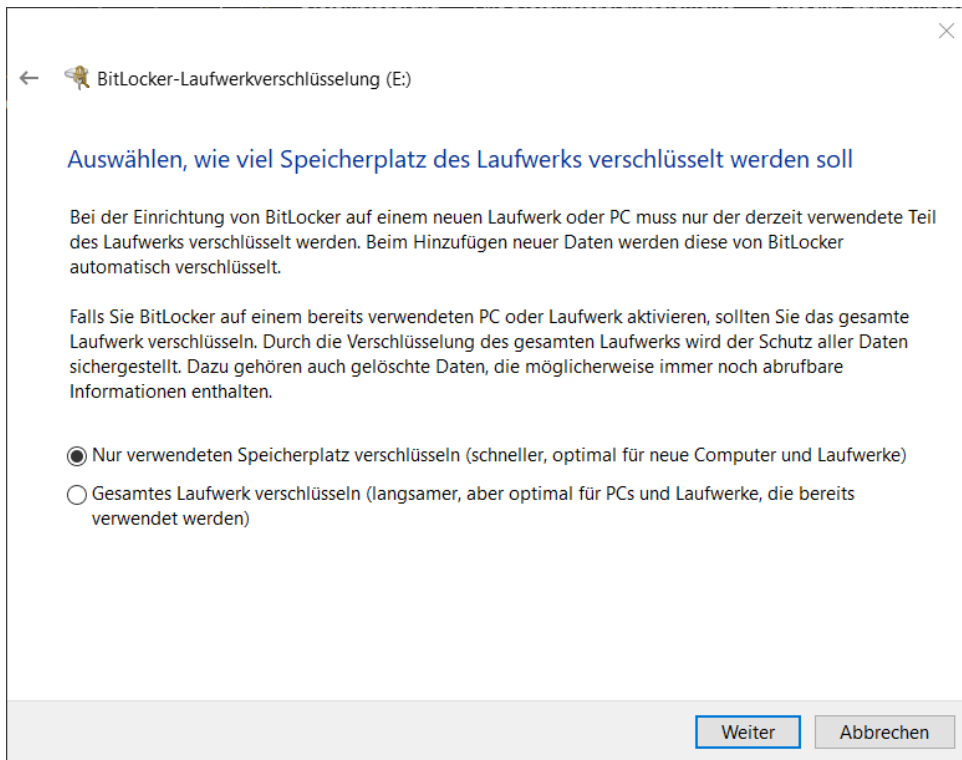 BitLocker-Laufwerkverschlüsselung (E:)
Auswählen, wie viel Speicherplatz des Laufwerks verschlüsselt werden soll
Bei der Einrichtung von BitLocker auf einem neuen Laufwerk oder PC muss nur der derzeit verwendete Teil
des Laufwerks verschlüsselt werden. Beim Hinzufügen neuer Daten werden diese von BitLocker
automatisch verschlüsselt.
Falls Sie BitLocker auf einem bereits verwendeten PC oder Laufwerk aktivieren, sollten Sie das gesamte
Laufwerk verschlüsseln. Durch die Verschlüsselung des gesamten Laufwerks wird der Schutz aller Daten
sichergestellt. Dazu gehören auch gelöschte Daten, die möglicherweise immer noch abrufbare
Informationen enthalten.
Nur verwendeten Speicherplatz verschlüsseln (schneller, optimal für neue Computer und Laufwerke)
Gesamtes Laufwerk verschlüsseln (langsamer, aber optimal für PCs und Laufwerke, die bereits
verwendet werden)
Weiter Abbrechen